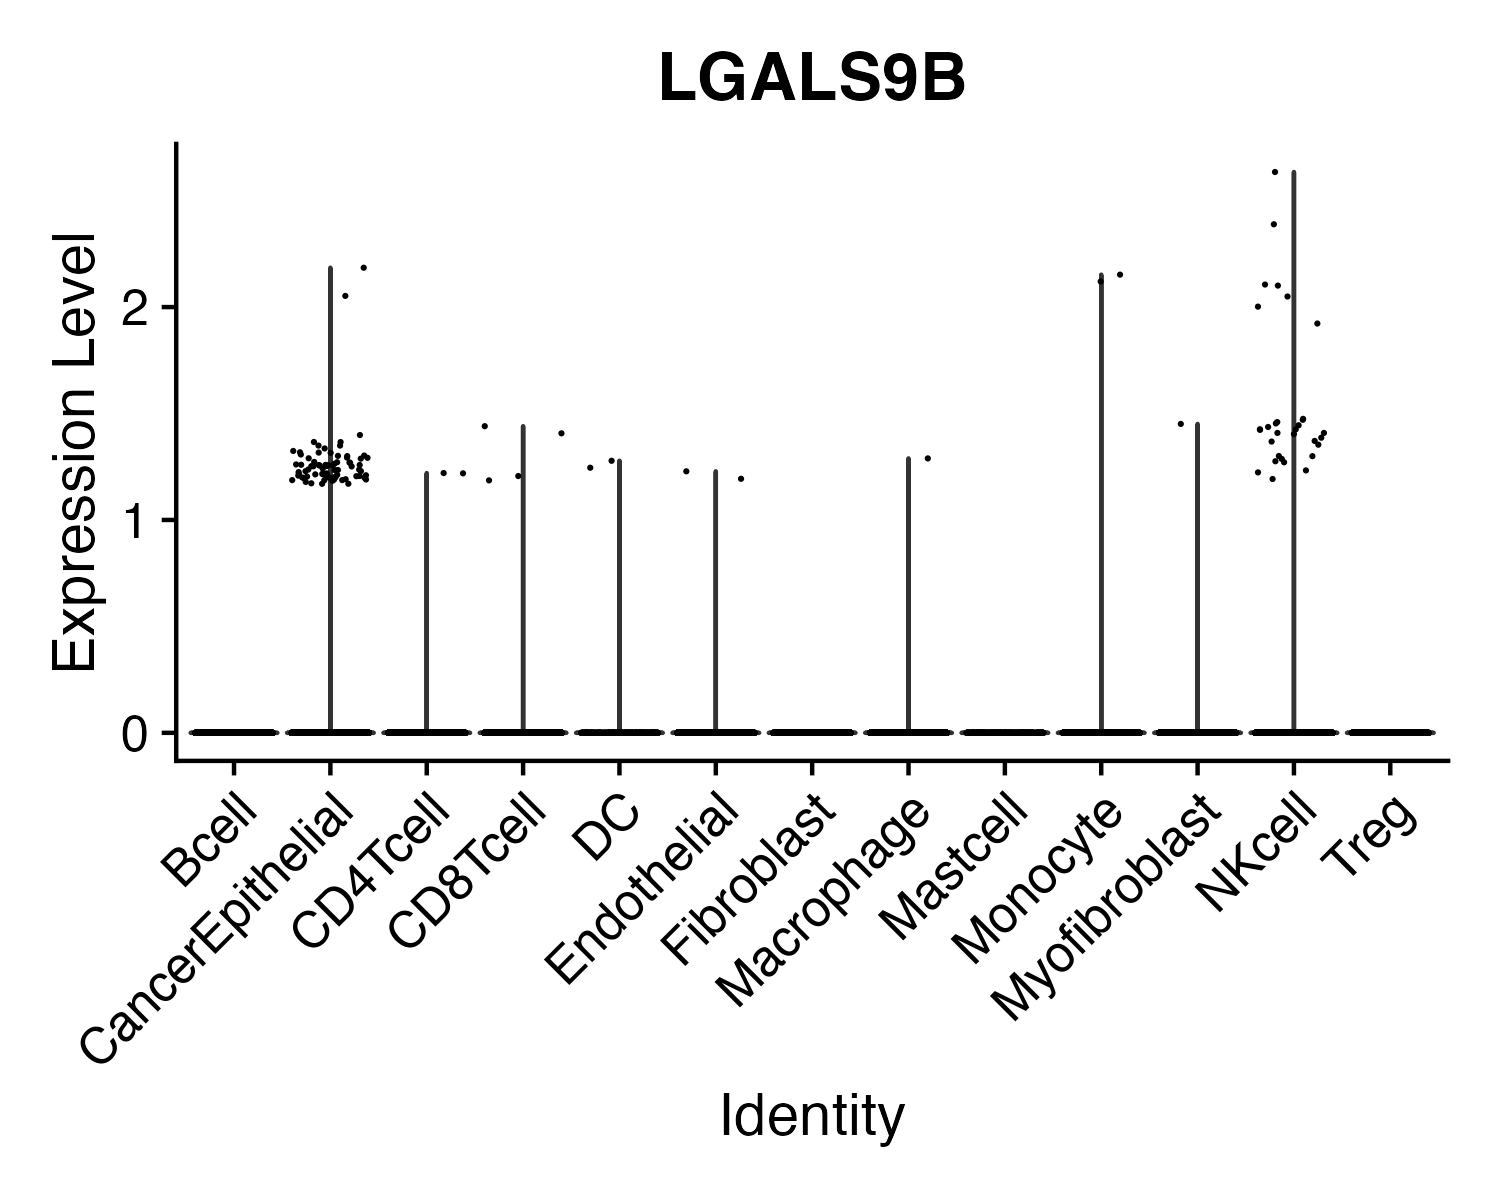 LGALS9B
Expression Level
2
1
0
Bcell
CancerEpithelial
CD4Tcell
CD8Tcell
DC
Endothelial
Fibroblast
Macrophage
Mastcell
Monocyte
Myofibroblast
NKcell
Treg
Identity